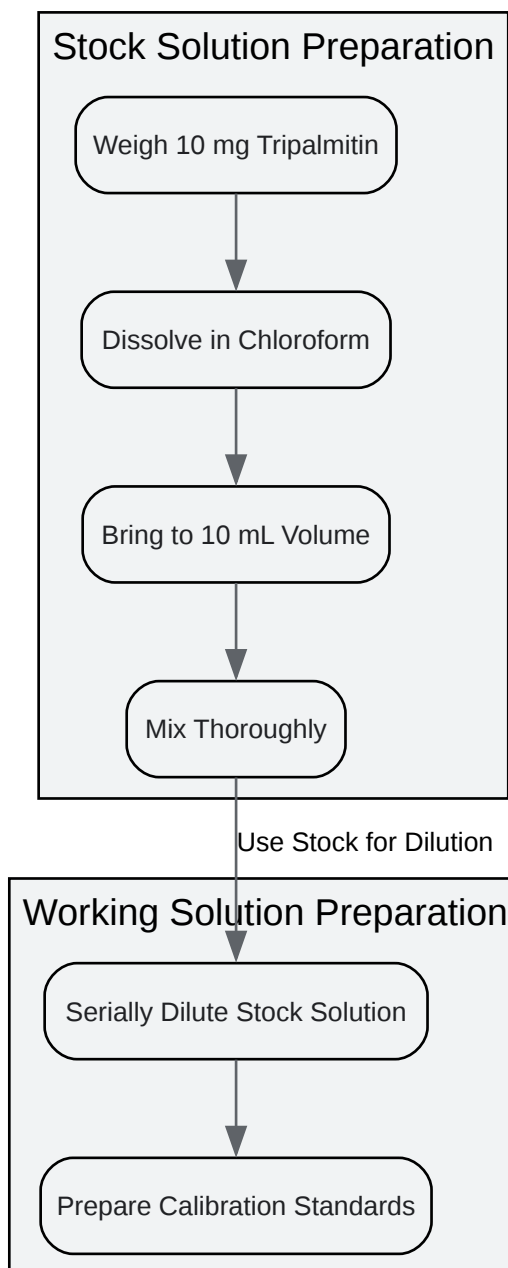 Stock Solution Preparation
Weigh 10 mg Tripalmitin
Dissolve in Chloroform
Bring to 10 mL Volume
Mix Thoroughly
Use Stock for Dilution
Working Solution Preparation
Serially Dilute Stock Solution
Prepare Calibration Standards